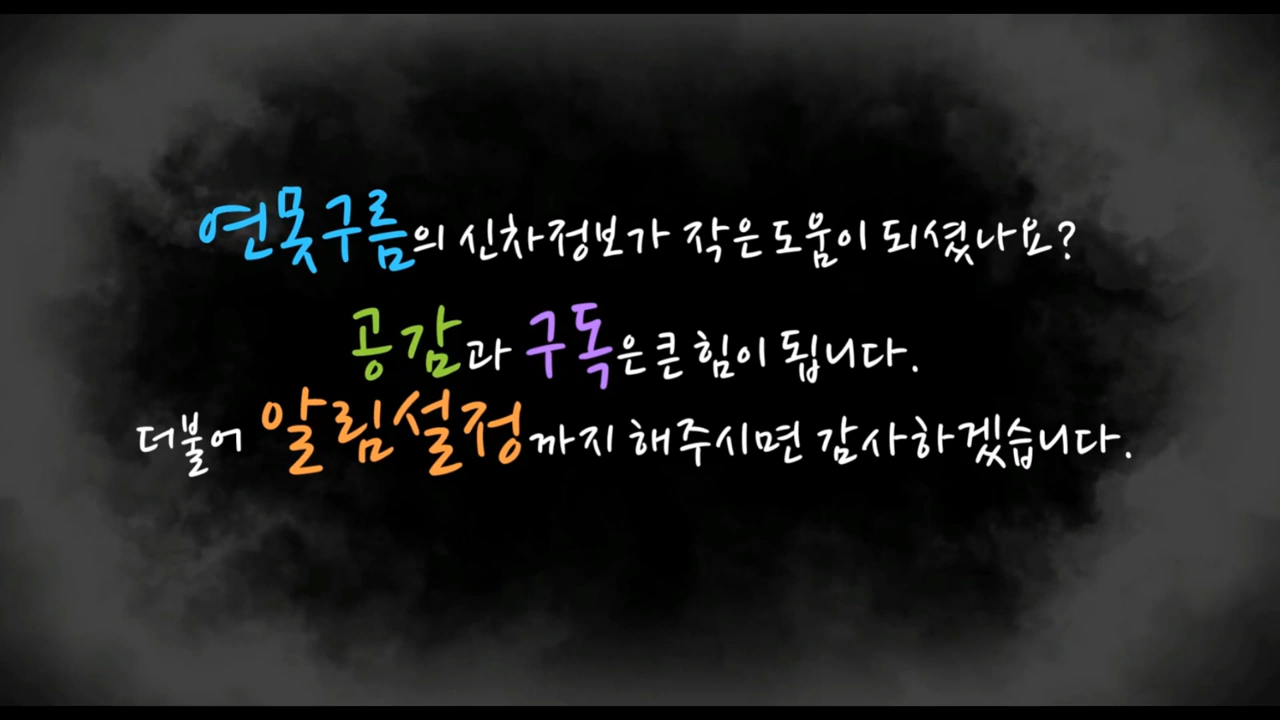 연못구름의 신차정보가 작은 도움이 되셨나요?
공감과 구독은 큰 힘이 됩니다.
더불어 알림설정까지 해주시면 감사하겠습니다.